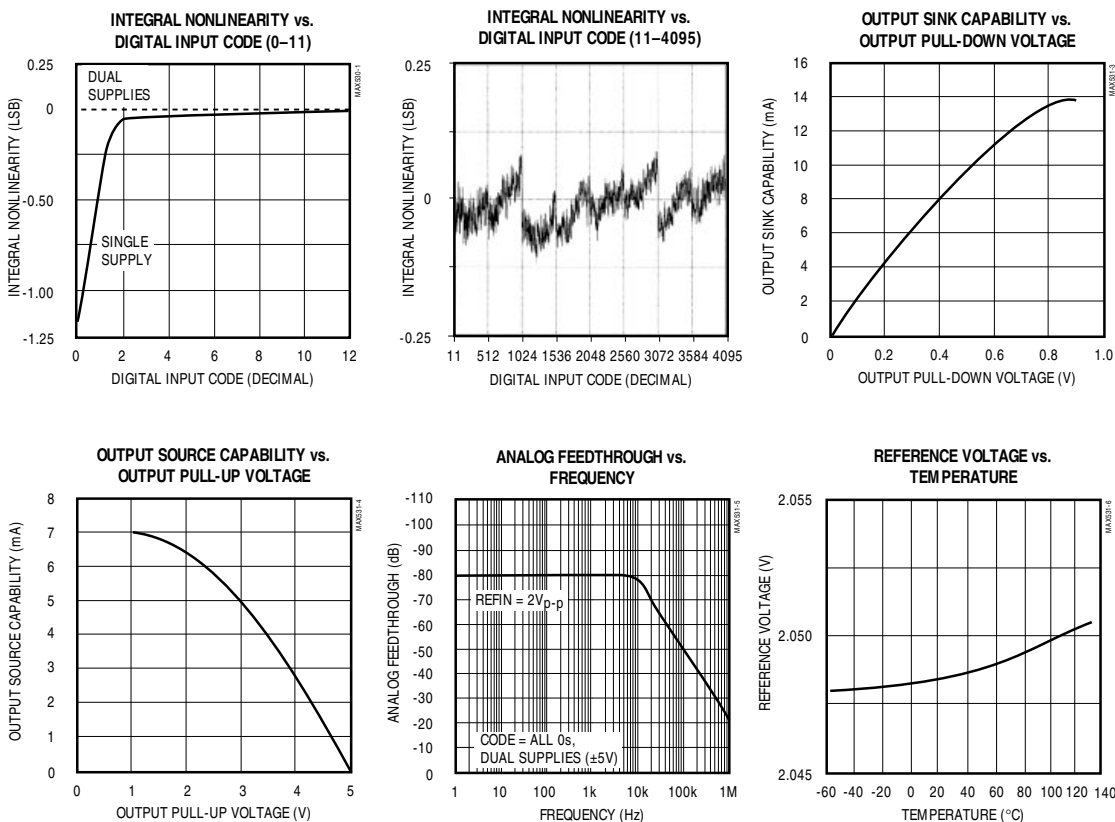 INTEGRAL NONLINEARITY vs.
DIGITAL INPUT CODE (0–11)
0.25
0
-0.50
-1.00
-1.25
INTEGRAL NONLINEARITY (LSB)
DUAL
SUPPLIES
SINGLE
SUPPLY
MAX530-1
0 2 4 6 8 10 12
DIGITAL INPUT CODE (DECIMAL)
INTEGRAL NONLINEARITY vs.
DIGITAL INPUT CODE (11–4095)
0.25
0
-0.25
INTEGRAL NONLINEARITY (LSB)
11 512 1024 1536 2048 2560 3072 3584 4095
DIGITAL INPUT CODE (DECIMAL)
OUTPUT SINK CAPABILITY vs.
OUTPUT PULL-DOWN VOLTAGE
16
14
12
10
8
6
4
2
0
OUTPUT SINK CAPABILITY (mA)
MAX531-3
0 0.2 0.4 0.6 0.8 1.0
OUTPUT PULL-DOWN VOLTAGE (V)
OUTPUT SOURCE CAPABILITY vs.
OUTPUT PULL-UP VOLTAGE
8
7
6
5
4
3
2
1
0
OUTPUT SOURCE CAPABILITY (mA)
MAX531-4
0 1 2 3 4 5
OUTPUT PULL-UP VOLTAGE (V)
ANALOG FEEDTHROUGH vs.
FREQUENCY
-110
-100
-90
-80
-70
-60
-50
-40
-30
-20
-10
0
ANALOG FEEDTHROUGH (dB)
REFIN = 2Vp-p
CODE = ALL 0s,
DUAL SUPPLIES (±5V)
MAX531-5
1 10 100 1k 10k 100k 1M
FREQUENCY (Hz)
REFERENCE VOLTAGE vs.
TEMPERATURE
2.055
2.050
2.045
REFERENCE VOLTAGE (V)
MAX531-6
-60 -40 -20 0 20 40 60 80 100 120 140
TEMPERATURE (°C)